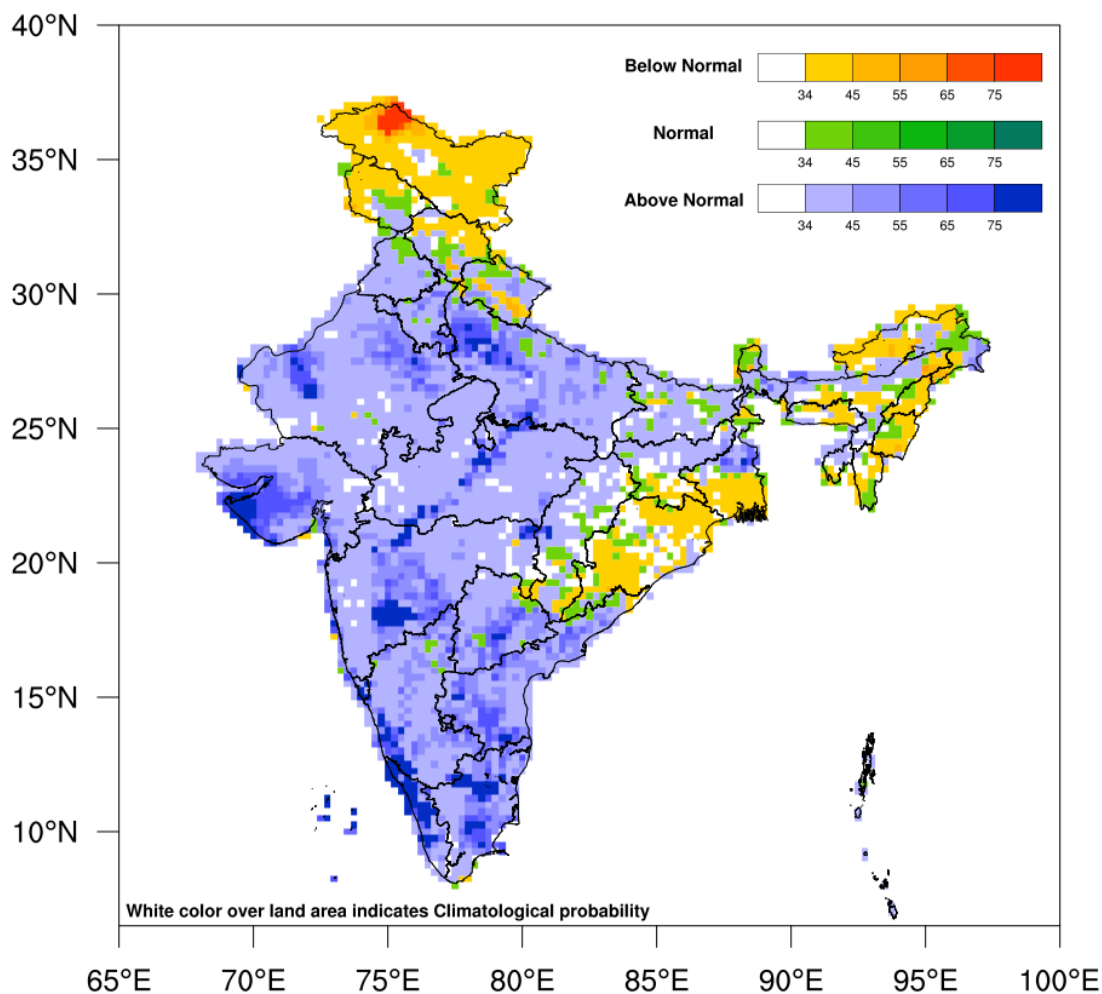 40°N
35°N
30°N
25°N
20°N
15°N
10°N
Below Normal
34 45 55 65 75
Normal
34 45 55 65 75
Above Normal
34 45 55 65 75
White color over land area indicates Climatological probability
65°E 70°E 75°E 80°E 85°E 90°E 95°E 100°E